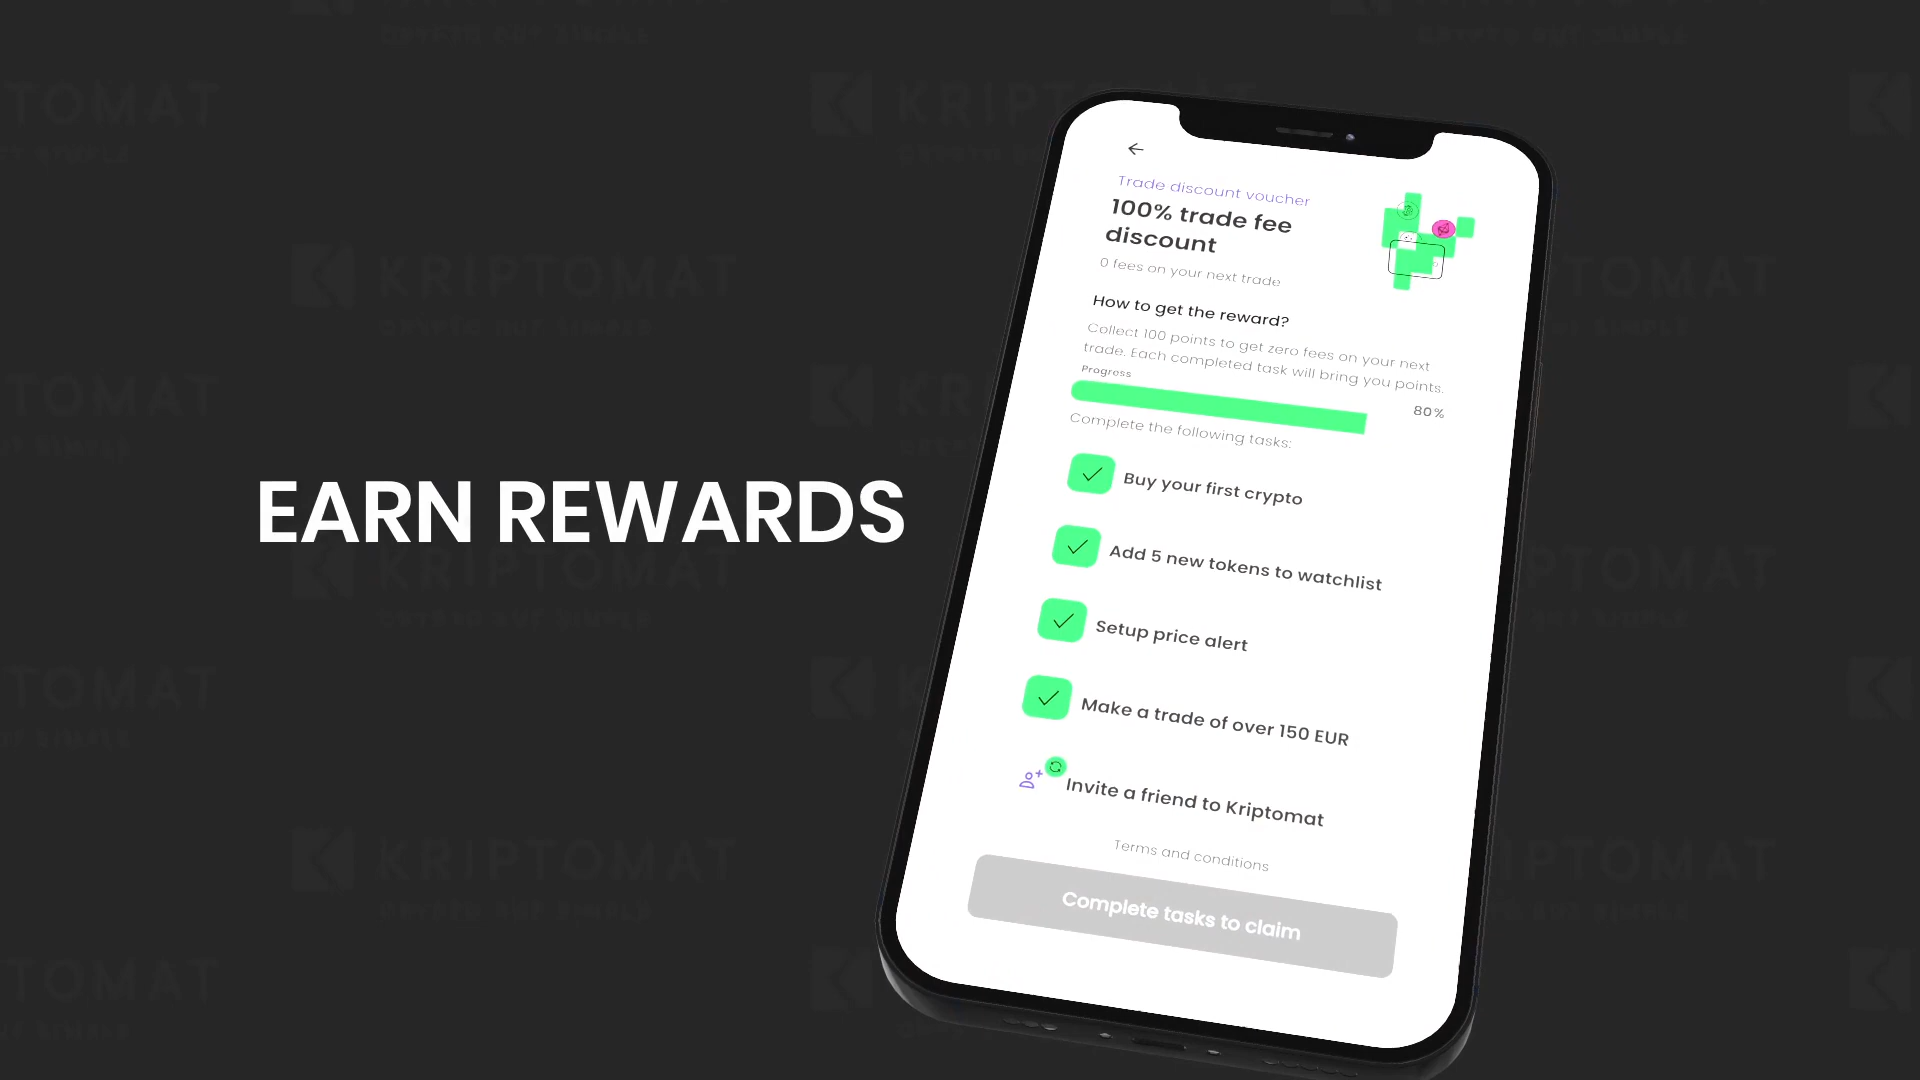 EARN REWARDS
Trade discount voucher
100% trade fee
discount
0 fees on your next trade
How to get the reward?
Collect 100 points to get zero fees on your next
trade. Each completed task will bring you points.
Progress
80%
Complete the following tasks:
Buy your first crypto
Add 5 new tokens to watchlist
Setup price alert
Make a trade of over 150 EUR
Invite a friend to Kriptomat
Terms and conditions
Complete tasks to claim
KRIPTOMAT
KRIPTOMAT
KRIPTOMAT